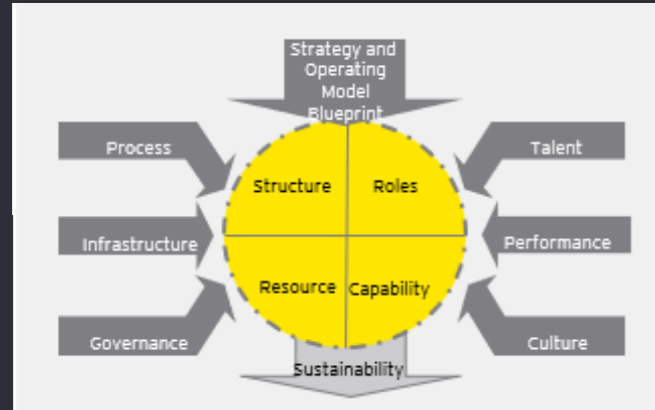 Strategy and
Operating
Model
Blueprint
Process
Talent
Structure
Roles
Infrastructure
Performance
Resource
Capability
Governance
Culture
Sustainability